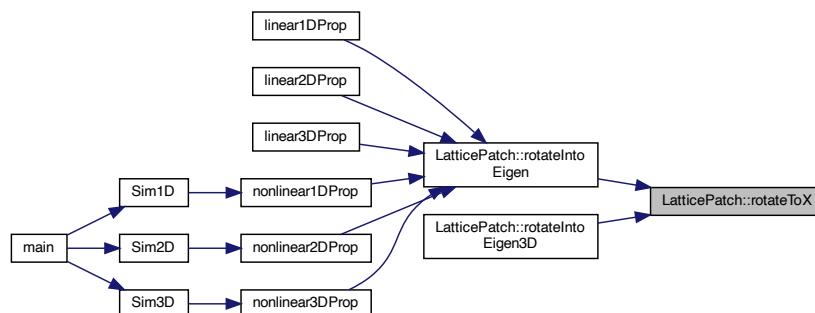 linear1DProp
linear2DProp
linear3DProp
LatticePatch::rotateInto
Eigen
LatticePatch::rotateToX
Sim1D
nonlinear1DProp
main
Sim2D
nonlinear2DProp
LatticePatch::rotateInto
Eigen3D
Sim3D
nonlinear3DProp